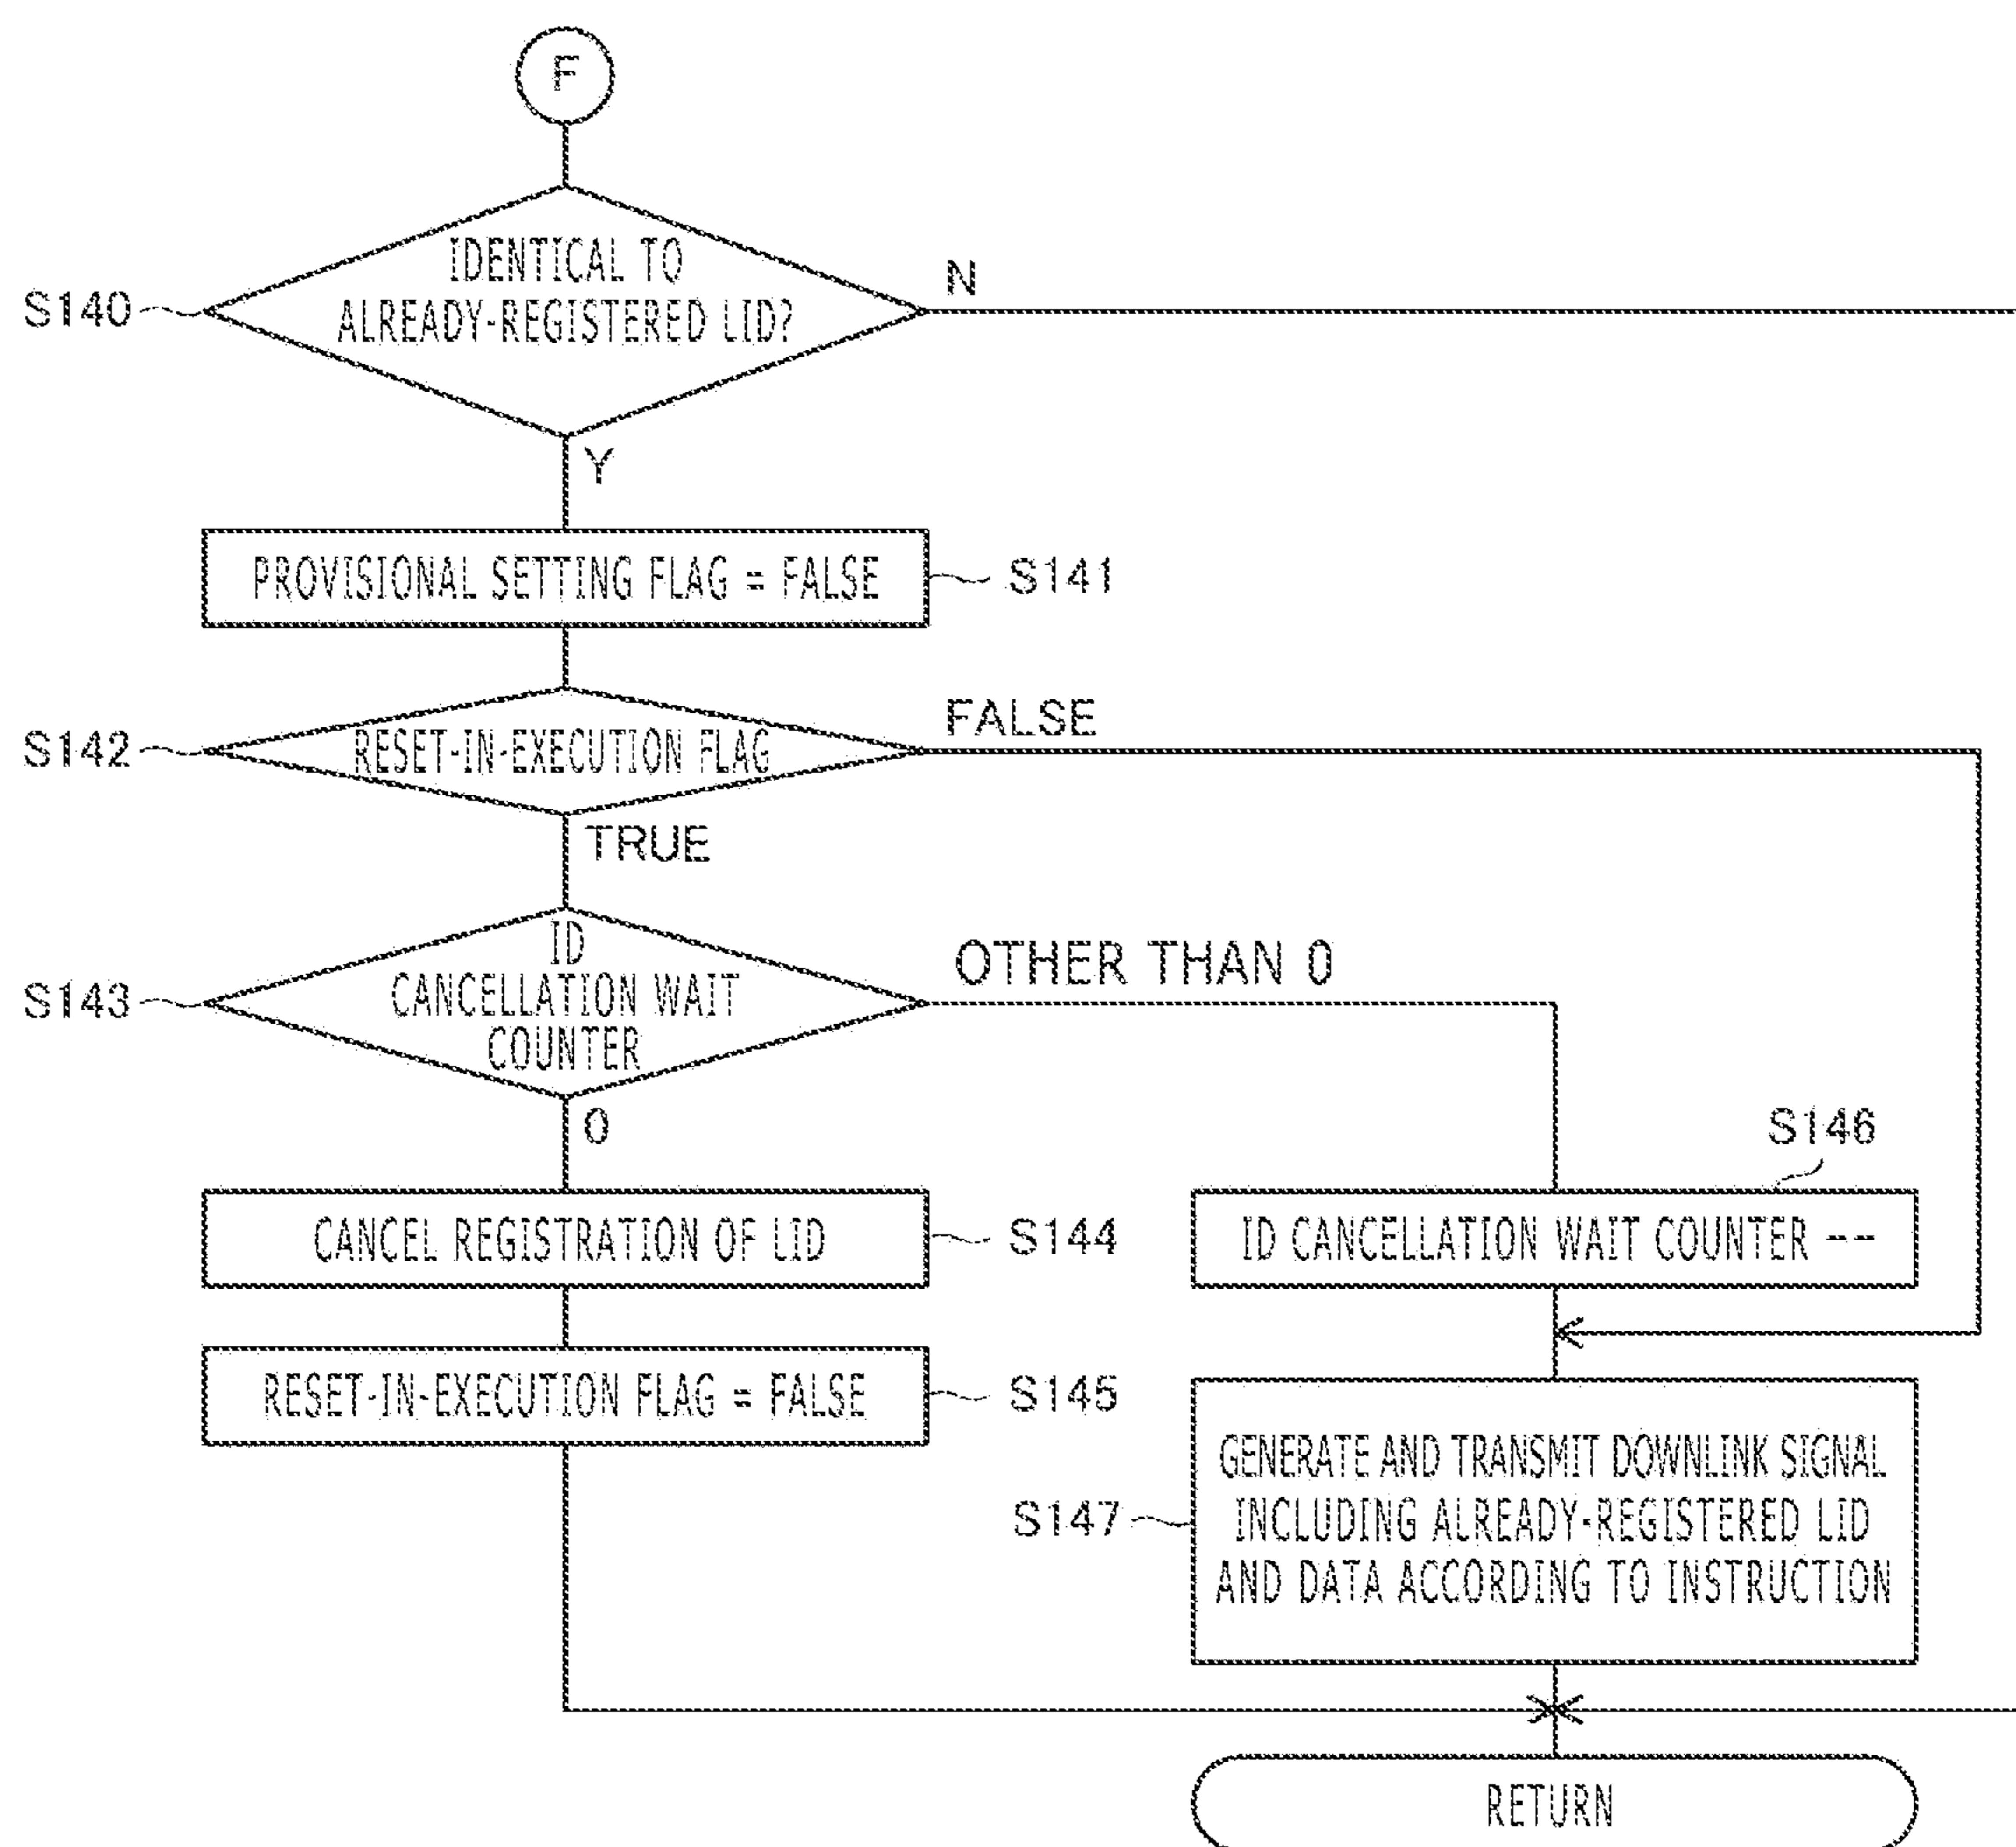 F
IDENTICAL TO
ALREADY-REGISTERED LID?
S140
N
Y
PROVISIONAL SETTING FLAG = FALSE
S141
S142
RESET-IN-EXECUTION FLAG
FALSE
TRUE
S143
ID
CANCELLATION WAIT
COUNTER
OTHER THAN 0
0
S146
CANCEL REGISTRATION OF LID
S144
ID CANCELLATION WAIT COUNTER --
RESET-IN-EXECUTION FLAG = FALSE
S145
S147
GENERATE AND TRANSMIT DOWNLINK SIGNAL
INCLUDING ALREADY-REGISTERED LID
AND DATA ACCORDING TO INSTRUCTION
RETURN